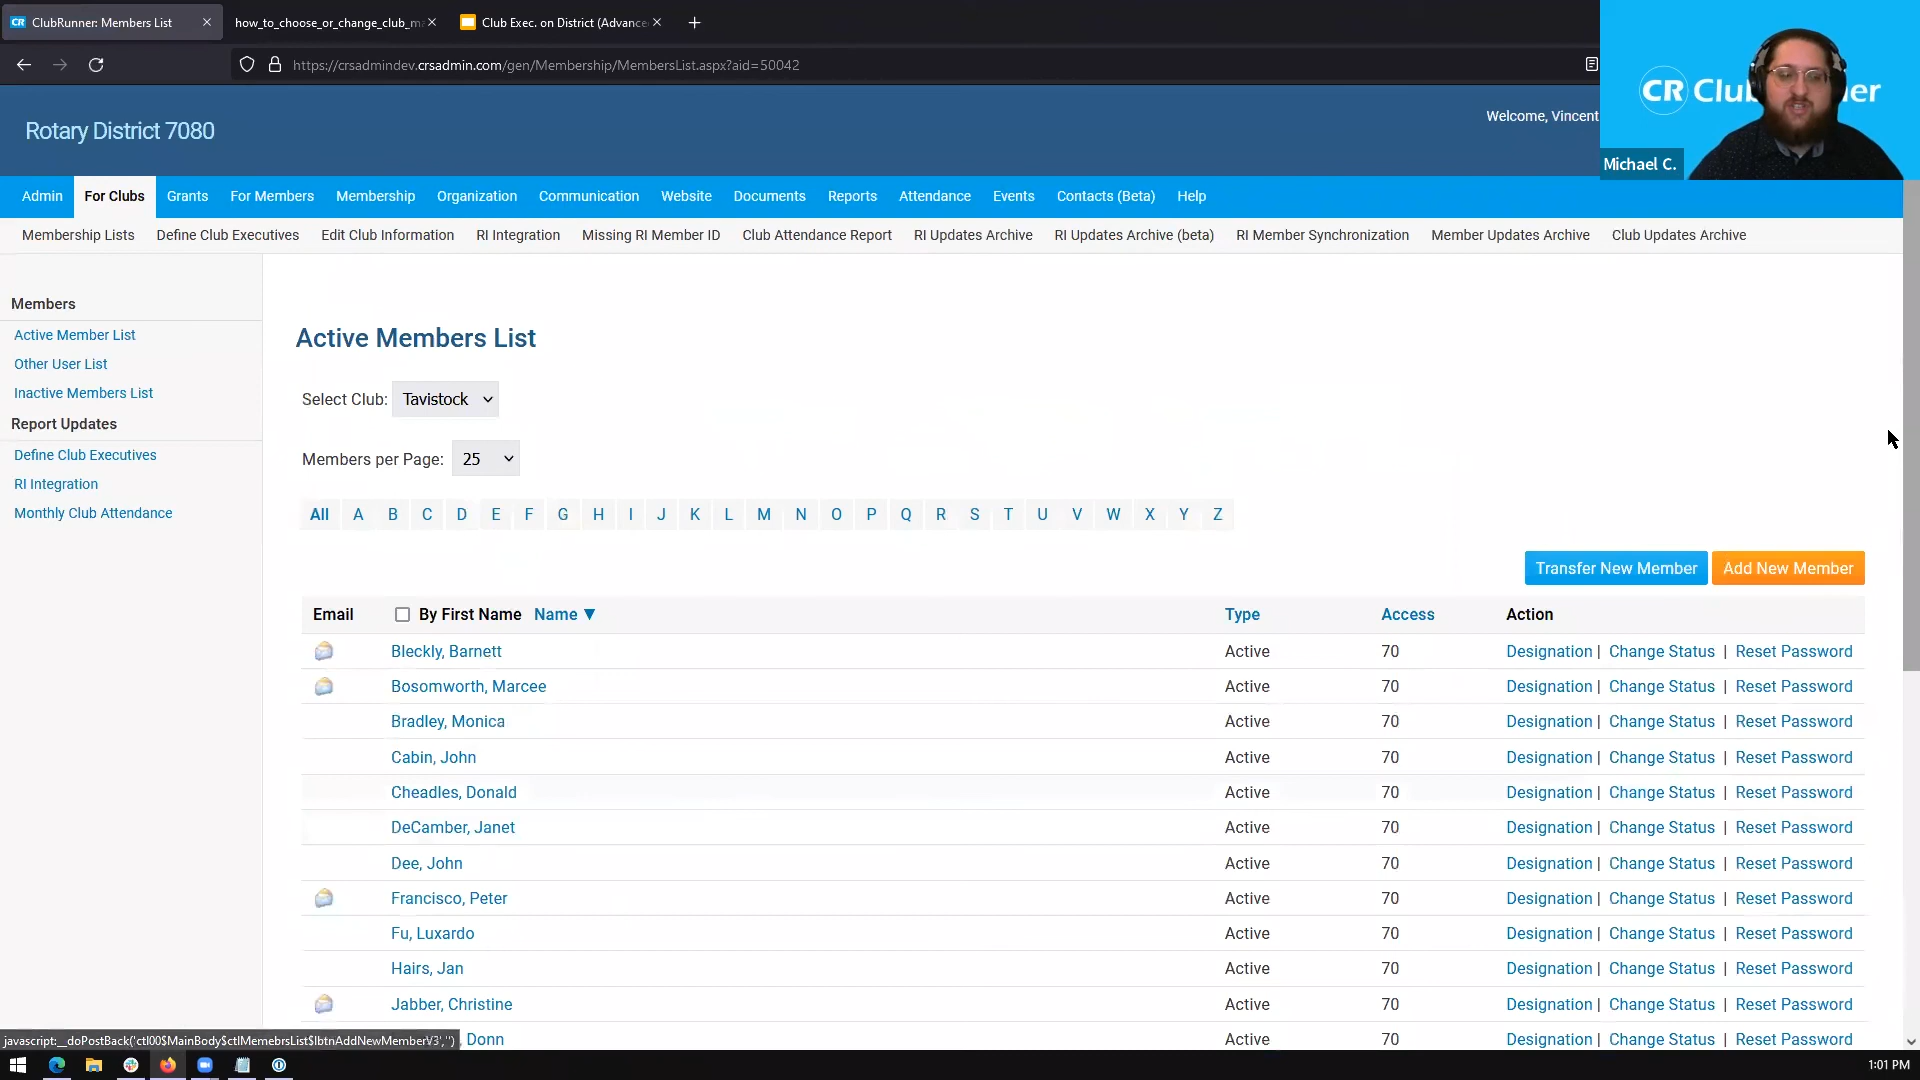 ClubRunner: Members List
how_to_choose_or_change_club_m
Club Exec. on District (Advance
https://crsadmindev.crsadmin.com/gen/Membership/MembersList.aspx?aid=50042
CR Clu er
Rotary District 7080
Welcome, Vincent
Michael C.
Admin For Clubs Grants For Members Membership Organization Communication Website Documents Reports Attendance Events Contacts (Beta) Help
Membership Lists Define Club Executives Edit Club Information RI Integration Missing RI Member ID Club Attendance Report RI Updates Archive RI Updates Archive (beta) RI Member Synchronization Member Updates Archive Club Updates Archive
Members
Active Member List
Other User List
Inactive Members List
Report Updates
Define Club Executives
RI Integration
Monthly Club Attendance
Active Members List
Select Club: Tavistock
Members per Page: 25
All A B C D E F G H I J K L M N O P Q R S T U V W X Y Z
Transfer New Member Add New Member
Email By First Name Name ▼ Type Access Action
Bleckly, Barnett Active 70 Designation | Change Status | Reset Password
Bosomworth, Marcee Active 70 Designation | Change Status | Reset Password
Bradley, Monica Active 70 Designation | Change Status | Reset Password
Cabin, John Active 70 Designation | Change Status | Reset Password
Cheadles, Donald Active 70 Designation | Change Status | Reset Password
DeCamber, Janet Active 70 Designation | Change Status | Reset Password
Dee, John Active 70 Designation | Change Status | Reset Password
Francisco, Peter Active 70 Designation | Change Status | Reset Password
Fu, Luxardo Active 70 Designation | Change Status | Reset Password
Hairs, Jan Active 70 Designation | Change Status | Reset Password
Jabber, Christine Active 70 Designation | Change Status | Reset Password
, Donn Active 70 Designation | Change Status | Reset Password
javascript:__doPostBack('ctl00$MainBody$ctlMemebrsList$lbtnAddNewMemberV3','')
1:01 PM